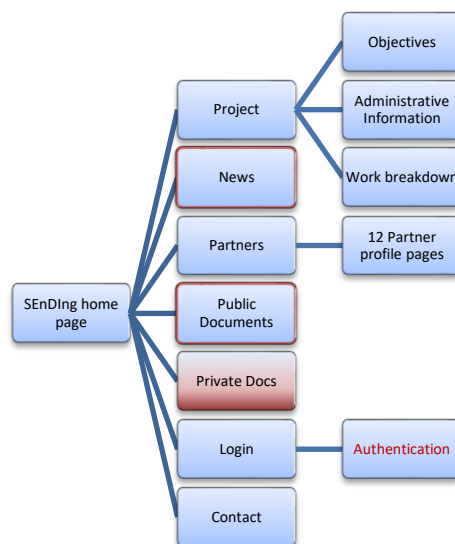 Objectives
Project
Administrative
Information
News
Work breakdown
Partners
12 Partner
profile pages
SEnDIng home
page
Public
Documents
Private Docs
Login
Authentication
Contact